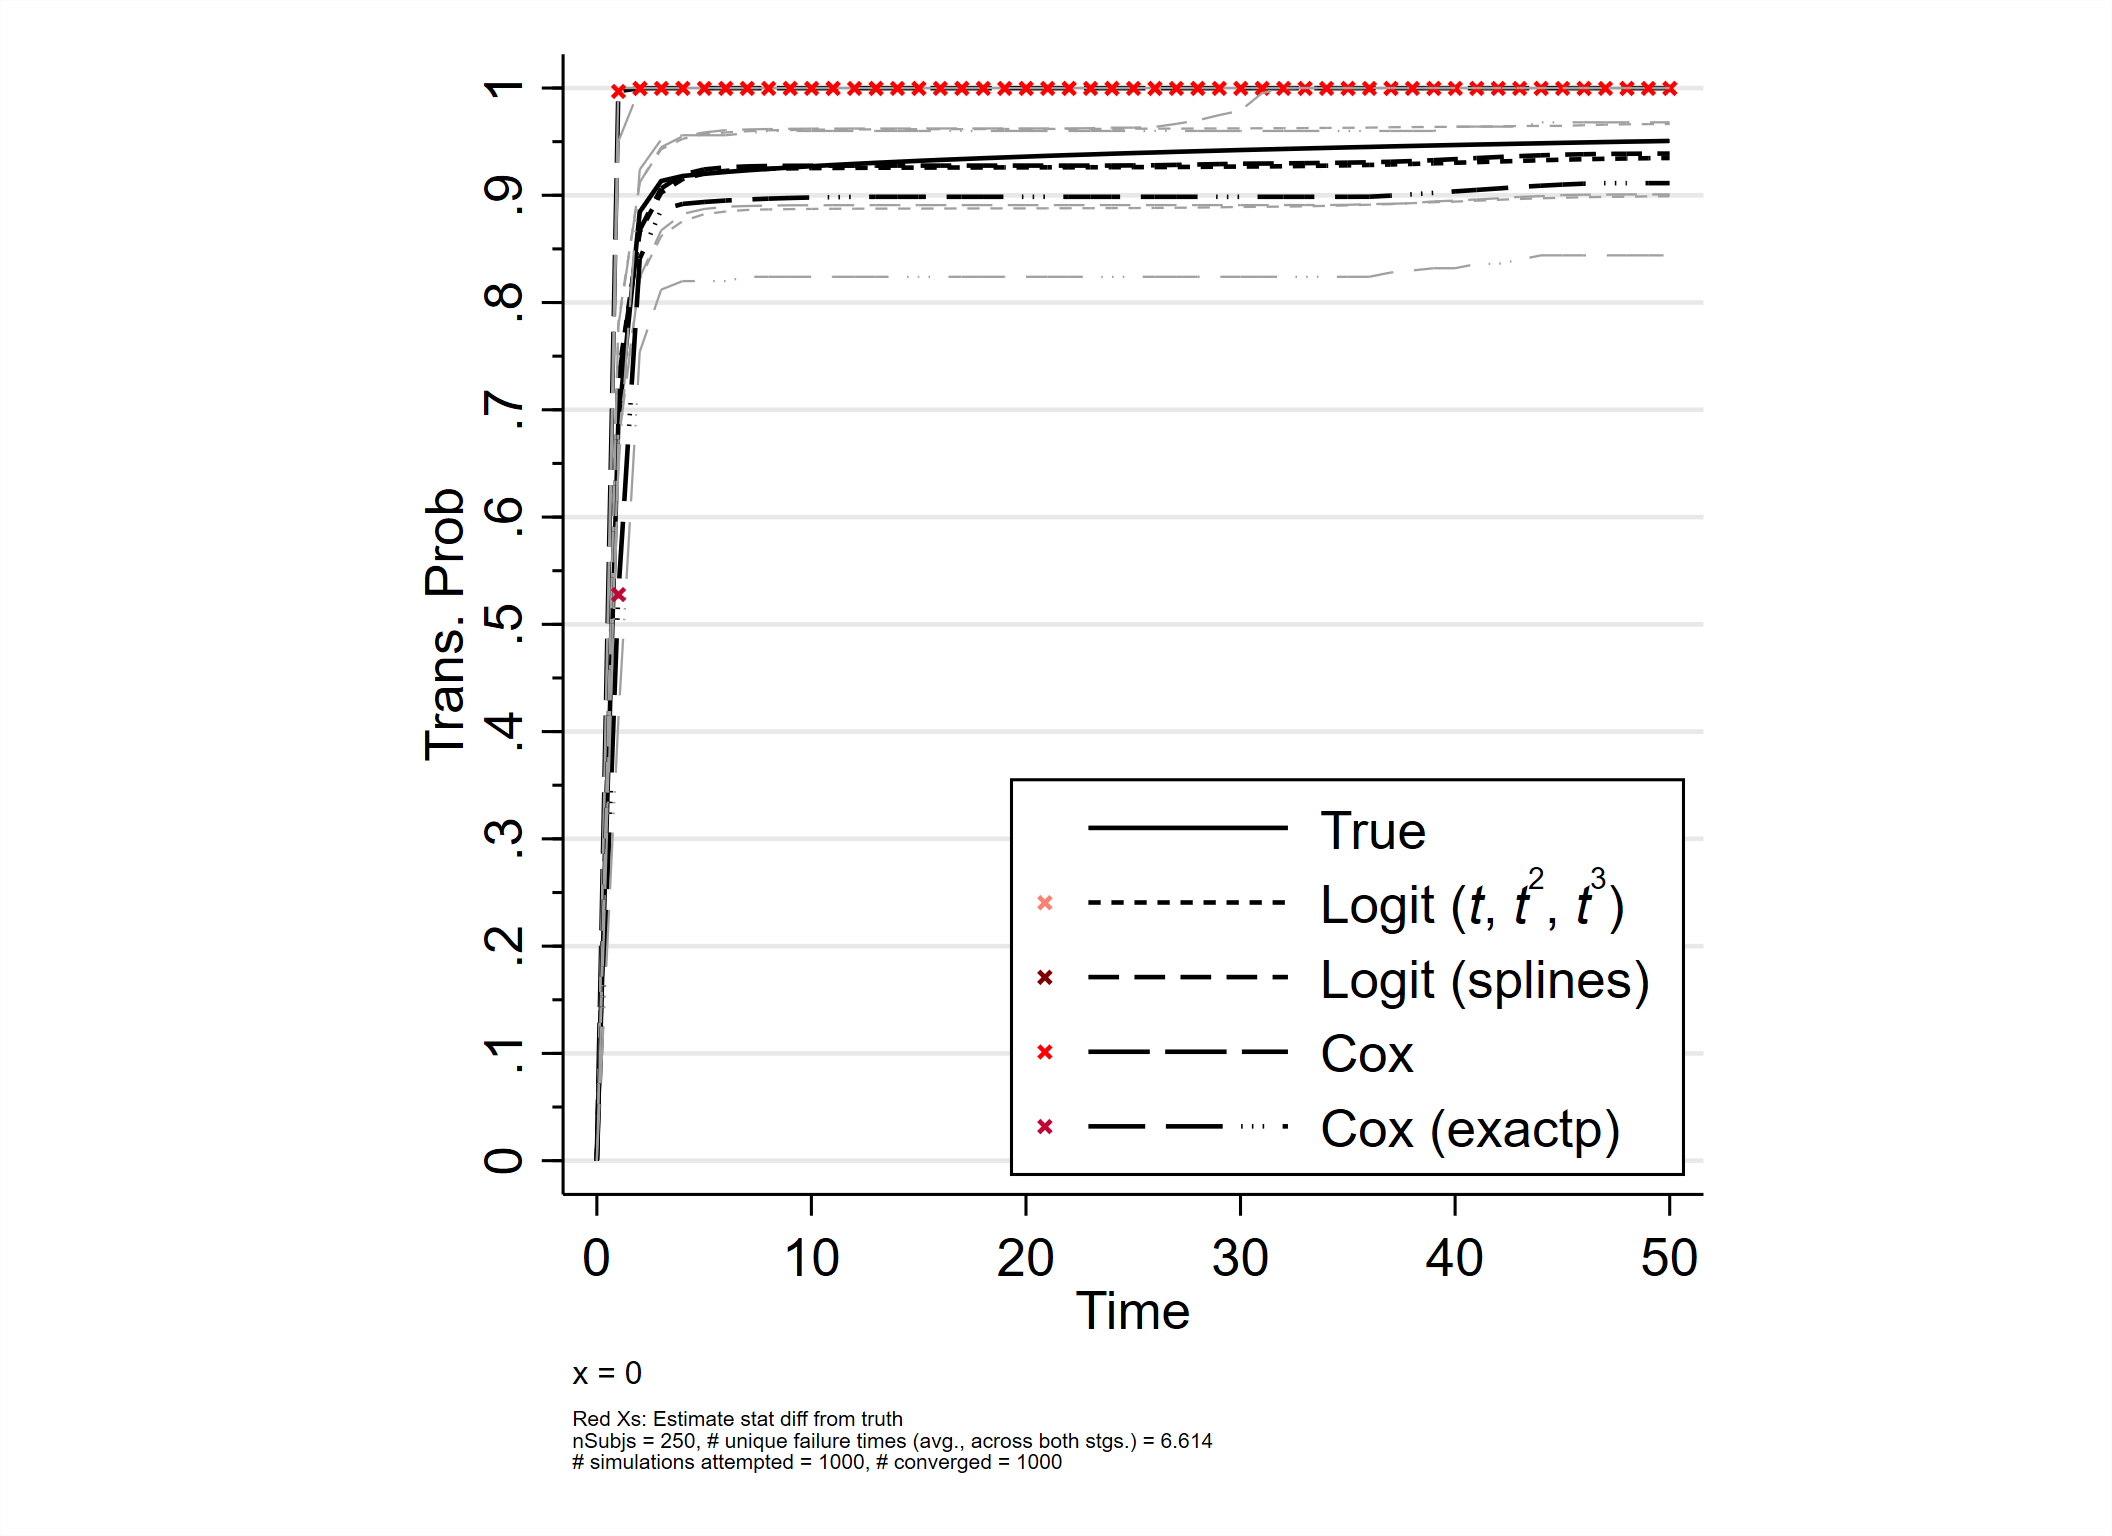 1
.9
.8
.7
.6
.5
.4
.3
.2
.1
0
Trans. Prob
True
Logit (t, t², t³)
Logit (splines)
Cox
Cox (exactp)
0 10 20 30 40 50
Time
x = 0
Red Xs: Estimate stat diff from truth
nSubjs = 250, # unique failure times (avg., across both stgs.) = 6.614
# simulations attempted = 1000, # converged = 1000